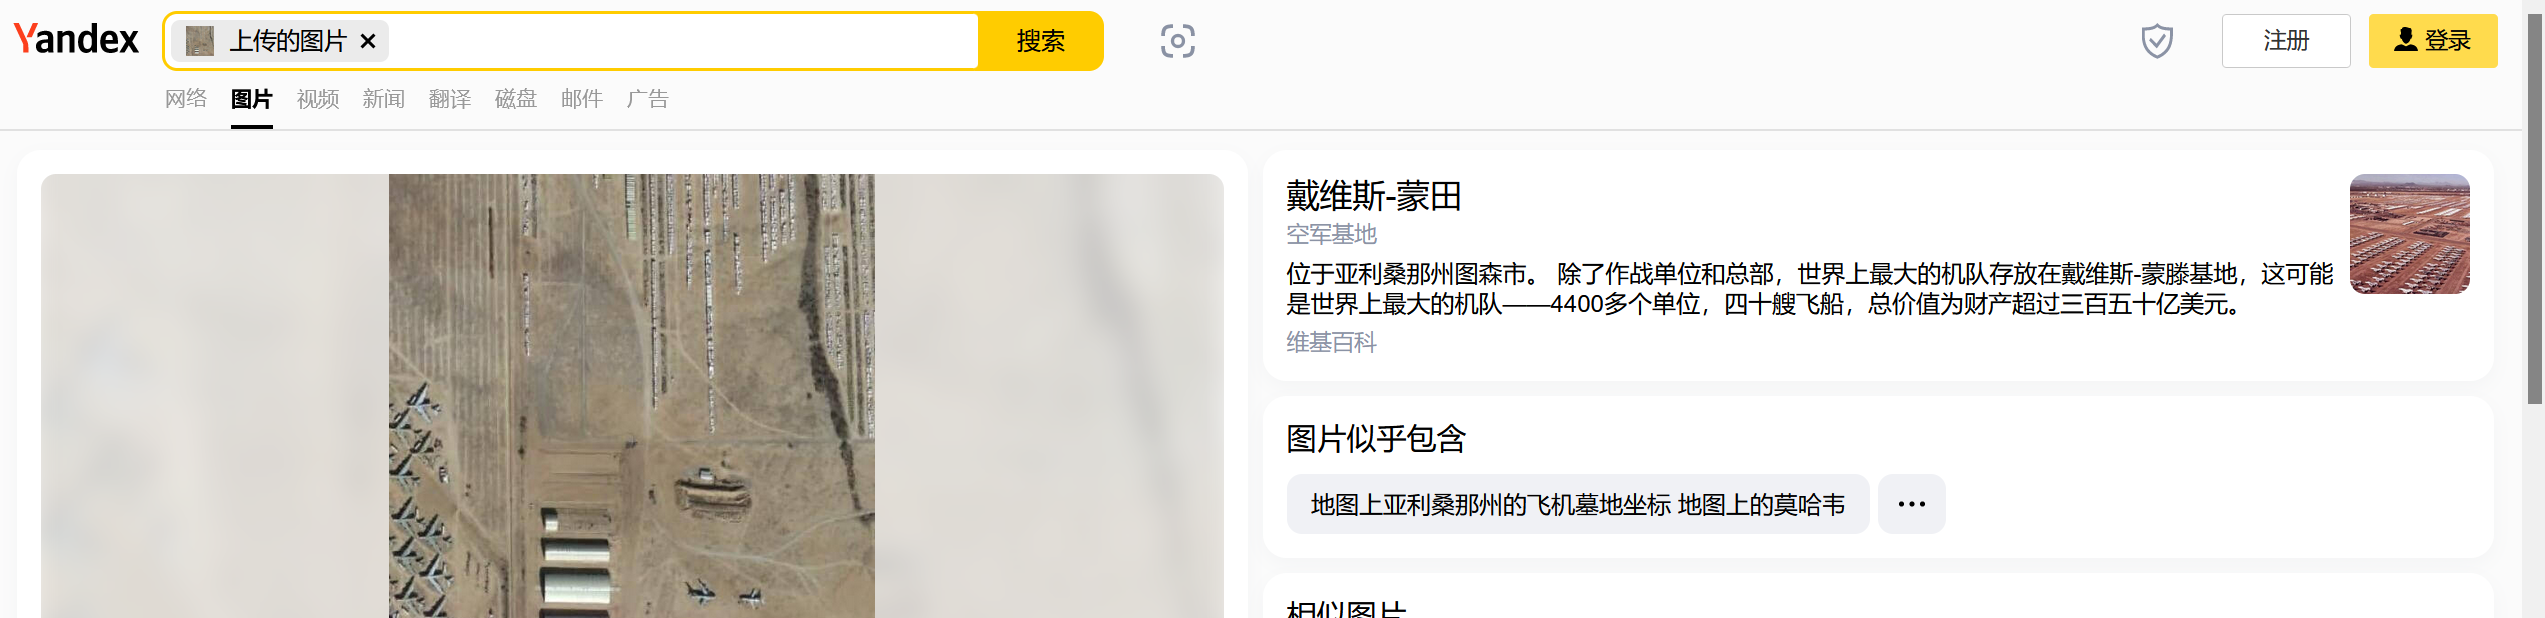 Yandex
上传的图片
搜索
注册
登录
网络 图片 视频 新闻 翻译 磁盘 邮件 广告
戴维斯-蒙田
空军基地
位于亚利桑那州图森市。 除了作战单位和总部，世界上最大的机队存放在戴维斯-蒙滕基地，这可能
是世界上最大的机队——4400多个单位，四十艘飞船，总价值为财产超过三百五十亿美元。
维基百科
图片似乎包含
地图上亚利桑那州的飞机墓地坐标 地图上的莫哈韦
相似图片